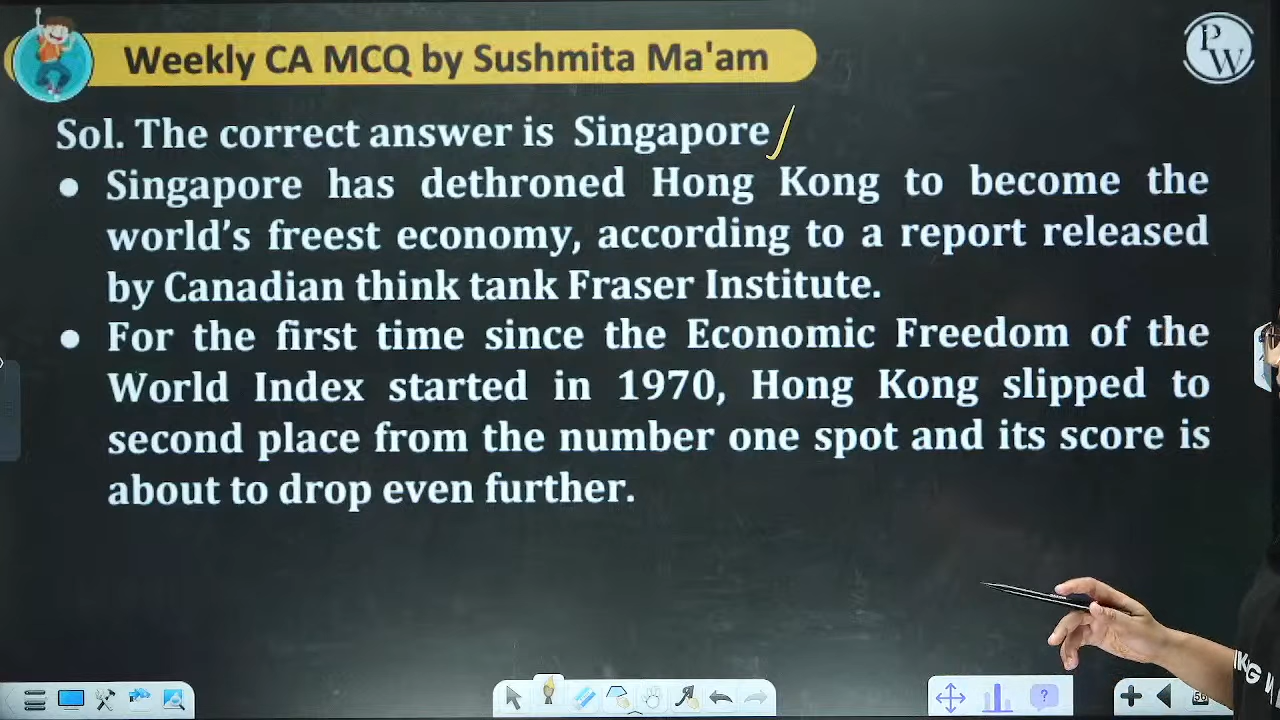 Weekly CA MCQ by Sushmita Ma'am
PW
Sol. The correct answer is Singapore
• Singapore has dethroned Hong Kong to become the
world's freest economy, according to a report released
by Canadian think tank Fraser Institute.
• For the first time since the Economic Freedom of the
World Index started in 1970, Hong Kong slipped to
second place from the number one spot and its score is
about to drop even further.